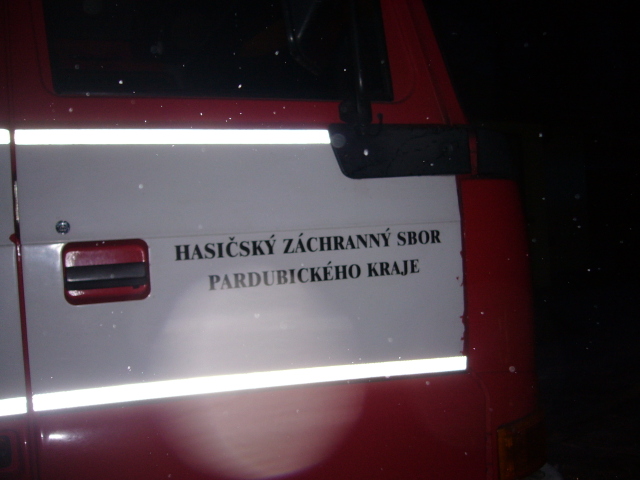 HASIČSKÝ ZÁCHRANNÝ SBOR
PARDUBICKÉHO KRAJE